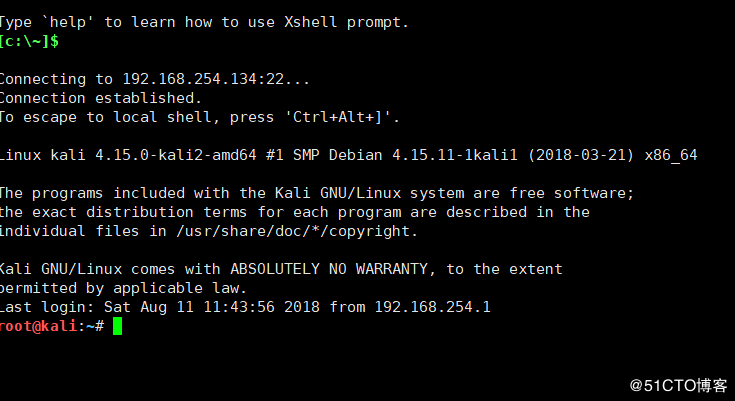 Type `help' to learn how to use Xshell prompt.
[c:\~]$
Connecting to 192.168.254.134:22...
Connection established.
To escape to local shell, press 'Ctrl+Alt+]'.
Linux kali 4.15.0-kali2-amd64 #1 SMP Debian 4.15.11-1kali1 (2018-03-21) x86_64
The programs included with the Kali GNU/Linux system are free software;
the exact distribution terms for each program are described in the
individual files in /usr/share/doc/*/copyright.
Kali GNU/Linux comes with ABSOLUTELY NO WARRANTY, to the extent
permitted by applicable law.
Last login: Sat Aug 11 11:43:56 2018 from 192.168.254.1
root@kali:~#
@51CTO博客